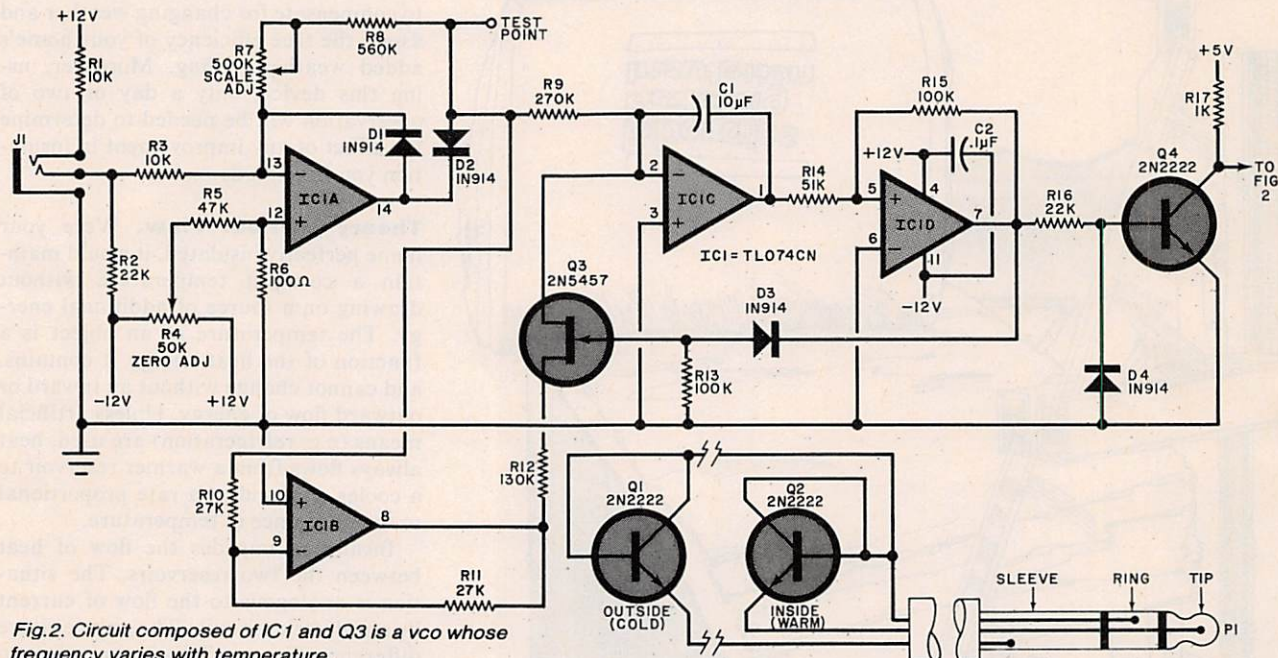 +12V
R1
10K
J1
R7
500K
SCALE
ADJ
R8
560K
TEST
POINT
R3
10K
R5
47K
R2
22K
R6
100Ω
R4
50K
ZERO ADJ
13
12
14
−
+
IC1A
D1
IN914
D2
IN914
R9
270K
C1
10µF
2
3
1
−
+
IC1C
IC1=TL074CN
R14
51K
R15
100K
+12V
C2
.1µF
5
6
4
7
11
+
−
IC1D
−12V
R16
22K
+5V
R17
1K
Q4
2N2222
TO
FIG
2
D4
IN914
Q3
2N5457
D3
IN914
R13
100K
−12V
+12V
R10
27K
10
9
8
+
−
IC1B
R11
27K
R12
130K
Q1
2N2222
OUTSIDE
(COLD)
Q2
2N2222
INSIDE
(WARM)
SLEEVE
RING
TIP
P1
Fig.2. Circuit composed of IC1 and Q3 is a vco whose
frequency varies with temperature.